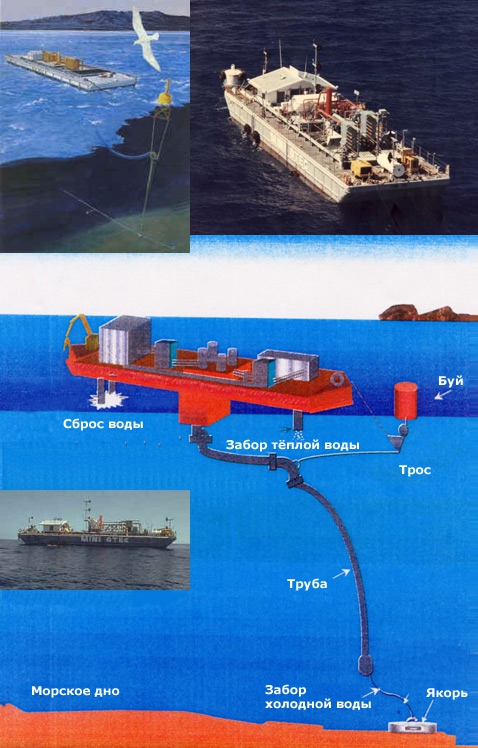 Буй
Сброс воды
Забор тёплой воды
Трос
MINI OTEC
Труба
Морское дно
Забор
холодной воды
Якорь